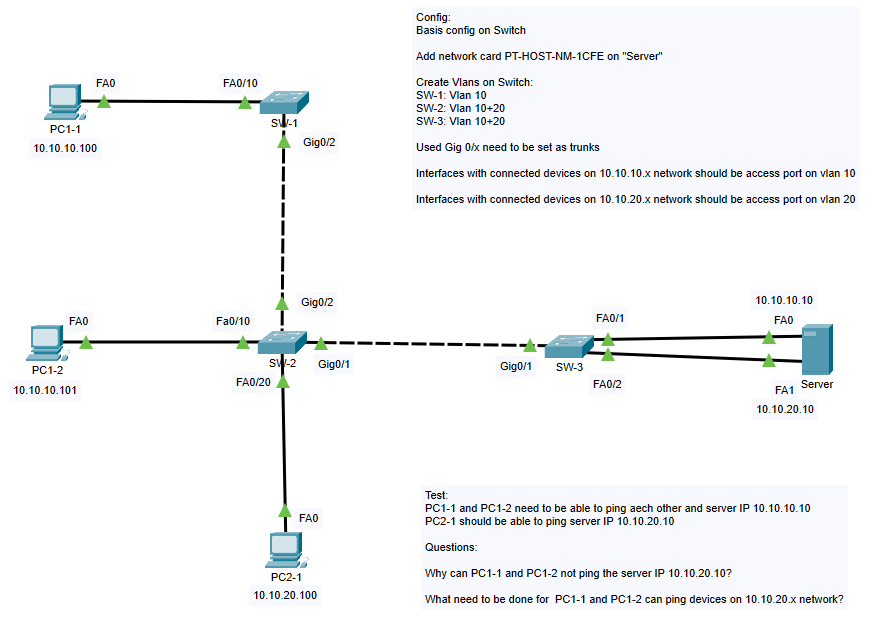 Config:
Basis config on Switch
Add network card PT-HOST-NM-1CFE on "Server"
Create Vlans on Switch:
SW-1: Vlan 10
SW-2: Vlan 10+20
SW-3: Vlan 10+20
Used Gig 0/x need to be set as trunks
Interfaces with connected devices on 10.10.10.x network should be access port on vlan 10
Interfaces with connected devices on 10.10.20.x network should be access port on vlan 20
FA0
FA0/10
PC1-1
SW-1
10.10.10.100
Gig0/2
Gig0/2
FA0
Fa0/10
PC1-2
SW-2
Gig0/1
10.10.10.101
FA0/20
10.10.10.10
FA0/1
FA0
Gig0/1
SW-3
FA0/2
Server
FA1
10.10.20.10
FA0
PC2-1
10.10.20.100
Test:
PC1-1 and PC1-2 need to be able to ping aech other and server IP 10.10.10.10
PC2-1 should be able to ping server IP 10.10.20.10
Questions:
Why can PC1-1 and PC1-2 not ping the server IP 10.10.20.10?
What need to be done for PC1-1 and PC1-2 can ping devices on 10.10.20.x network?